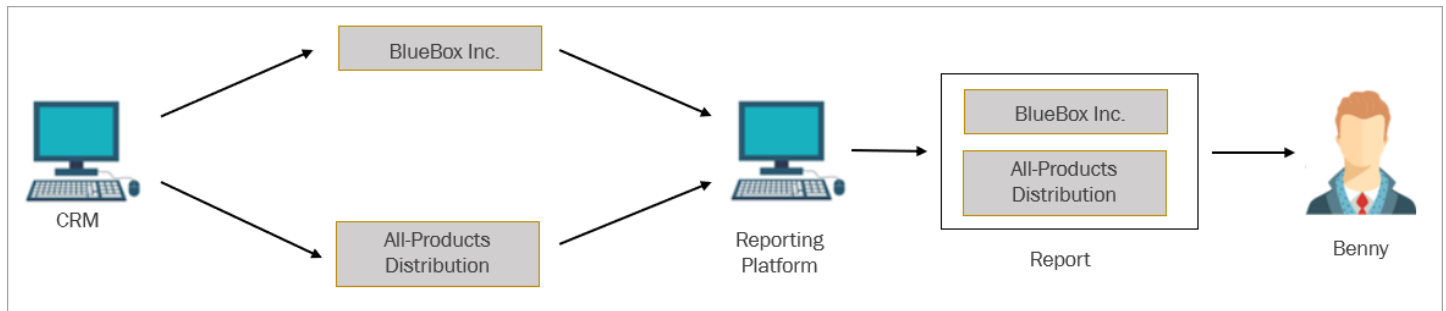 BlueBox Inc.
CRM
All-Products
Distribution
Reporting
Platform
BlueBox Inc.
All-Products
Distribution
Report
Benny